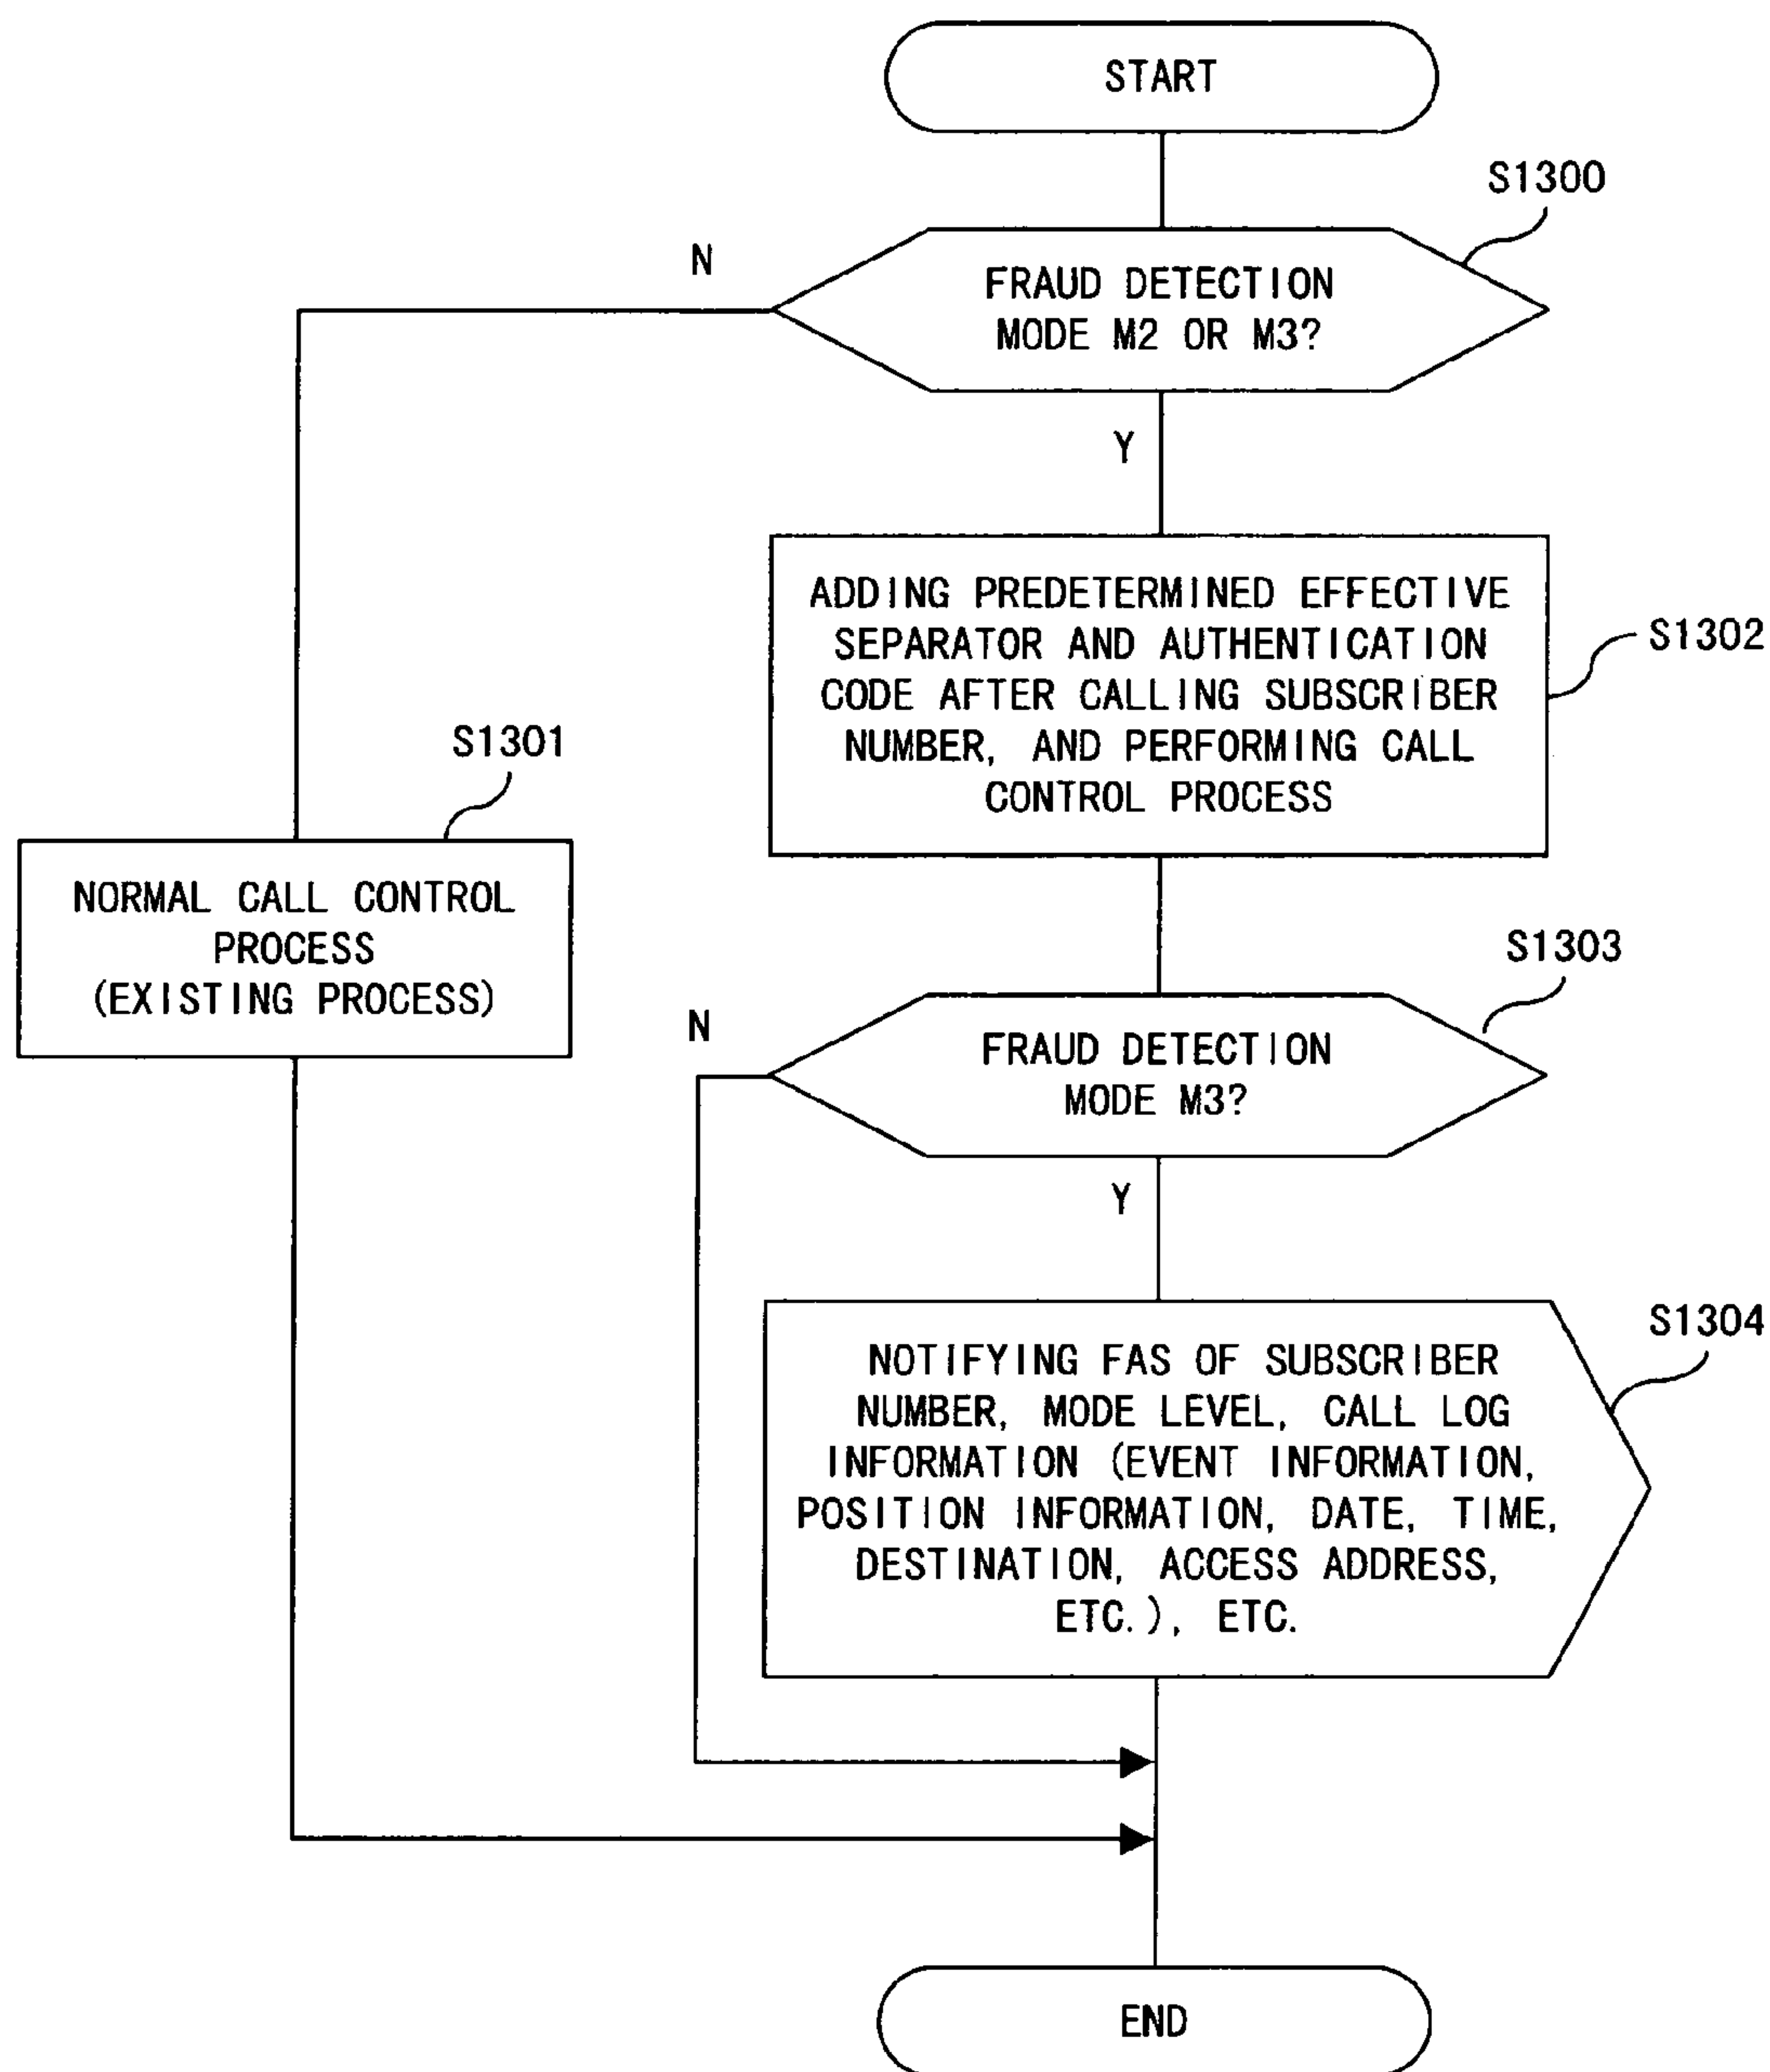 START
S1300
N
FRAUD DETECTION
MODE M2 OR M3?
Y
ADDING PREDETERMINED EFFECTIVE
SEPARATOR AND AUTHENTICATION
CODE AFTER CALLING SUBSCRIBER
NUMBER, AND PERFORMING CALL
CONTROL PROCESS
S1302
S1301
NORMAL CALL CONTROL
PROCESS
(EXISTING PROCESS)
S1303
N
FRAUD DETECTION
MODE M3?
Y
S1304
NOTIFYING FAS OF SUBSCRIBER
NUMBER, MODE LEVEL, CALL LOG
INFORMATION (EVENT INFORMATION,
POSITION INFORMATION, DATE, TIME,
DESTINATION, ACCESS ADDRESS,
ETC.), ETC.
END